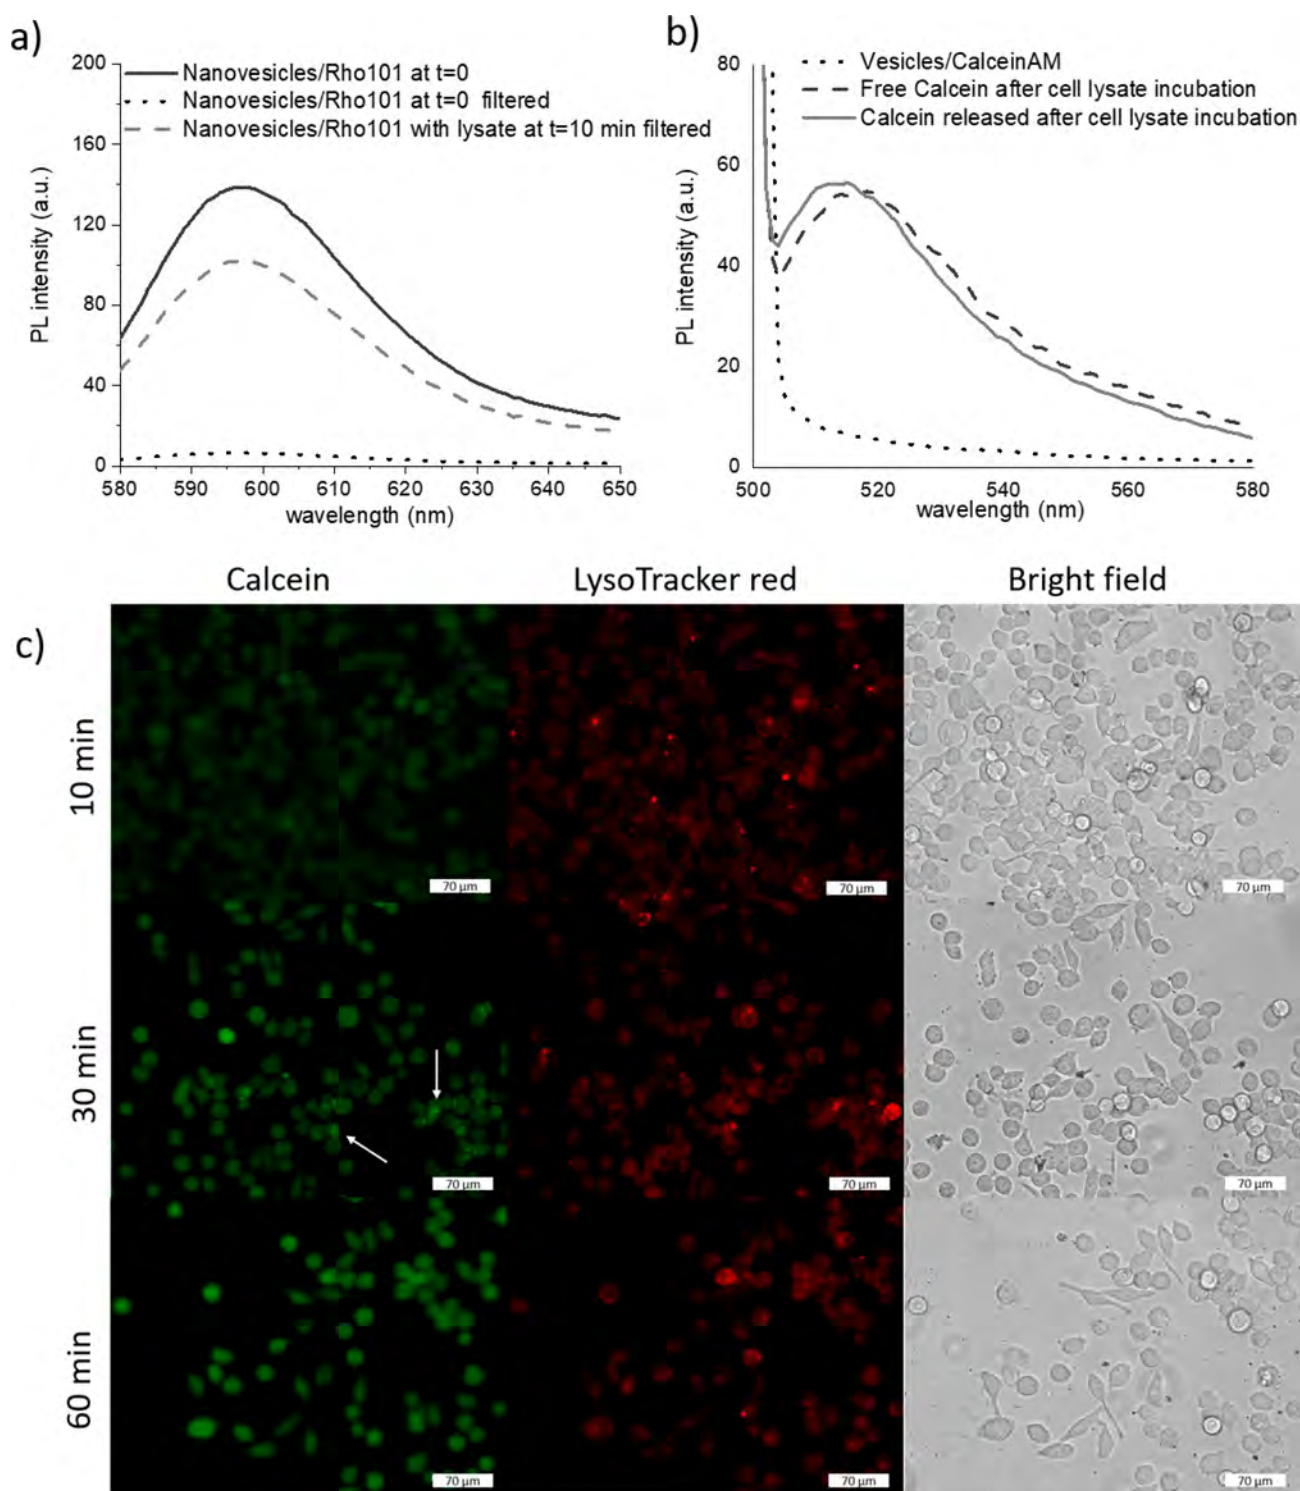 a)
200
160
120
80
40
0
PL intensity (a.u.)
Nanovesicles/Rho101 at t=0
Nanovesicles/Rho101 at t=0 filtered
Nanovesicles/Rho101 with lysate at t=10 min filtered
580 590 600 610 620 630 640 650
wavelength (nm)
b)
80
60
40
20
0
PL intensity (a.u.)
Vesicles/CalceinAM
Free Calcein after cell lysate incubation
Calcein released after cell lysate incubation
500 520 540 560 580
wavelength (nm)
c)
Calcein LysoTracker red Bright field
10 min
70 µm 70 µm 70 µm
30 min
70 µm 70 µm 70 µm
60 min
70 µm 70 µm 70 µm